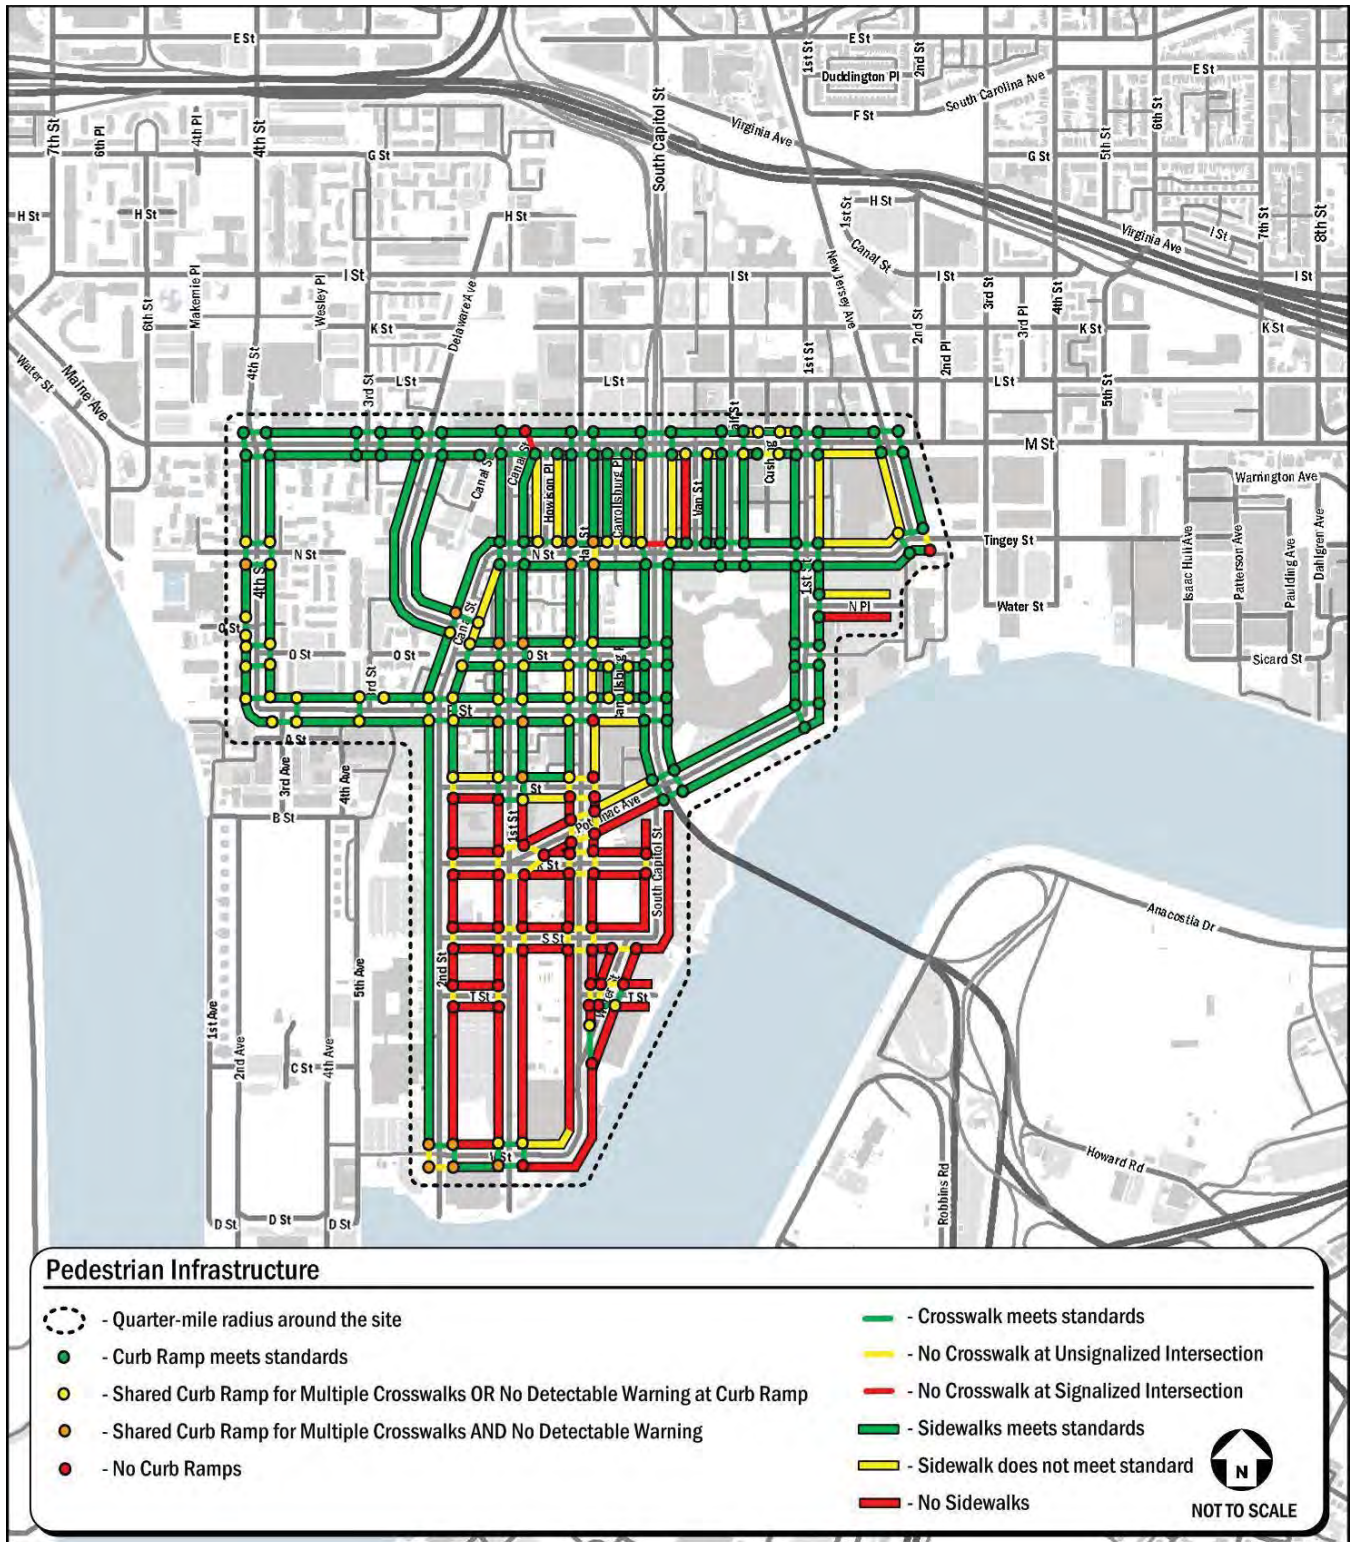 E St
E St
1st St
2nd St
Duddington Pl
South Carolina Ave
E St
F St
6th St
7th St
6th Pl
4th Pl
4th St
South Capitol St
Virginia Ave
5th St
G St
G St
H St
H St
H St
1st St
H St
Canal St
Virginia Ave
I St
7th St
8th St
I St
I St
I St
I St
6th St
Makemie Pl
Wesley Pl
K St
Delaware Ave
New Jersey Ave
2nd St
3rd St
3rd Pl
4th St
K St
K St
Water St
Maine Ave
4th St
3rd St
L St
L St
1st St
2nd Pl
L St
5th St
M St
Canal St
Canal St
Howison Pl
Carrollsburg Pl
Van St
Warrington Ave
N St
N St
Tingey St
Isaac Hull Ave
Patterson Ave
Paulding Ave
Dahlgren Ave
4th S
1st St
N Pl
Water St
O St
O St
O St
Sicard St
3rd Ave
4th Ave
B St
1st St
South Capitol St
Anacostia Dr
S St
2nd St
T St
T St
1st Ave
2nd Ave
C St
4th Ave
5th Ave
Howard Rd
Robbins Rd
D St
D St
D St
Pedestrian Infrastructure
- Quarter-mile radius around the site
- Curb Ramp meets standards
- Shared Curb Ramp for Multiple Crosswalks OR No Detectable Warning at Curb Ramp
- Shared Curb Ramp for Multiple Crosswalks AND No Detectable Warning
- No Curb Ramps
- Crosswalk meets standards
- No Crosswalk at Unsignalized Intersection
- No Crosswalk at Signalized Intersection
- Sidewalks meets standards
- Sidewalk does not meet standard
- No Sidewalks
N
NOT TO SCALE